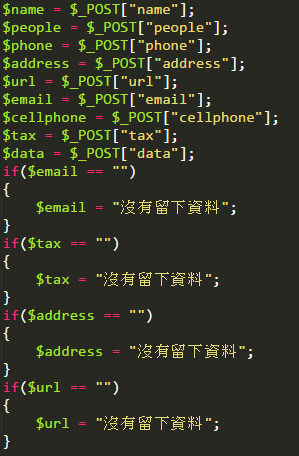 $name = $_POST["name"];
$people = $_POST["people"];
$phone = $_POST["phone"];
$address = $_POST["address"];
$url = $_POST["url"];
$email = $_POST["email"];
$cellphone = $_POST["cellphone"];
$tax = $_POST["tax"];
$data = $_POST["data"];
if($email == "")
{
    $email = "沒有留下資料";
}
if($tax == "")
{
    $tax = "沒有留下資料";
}
if($address == "")
{
    $address = "沒有留下資料";
}
if($url == "")
{
    $url = "沒有留下資料";
}